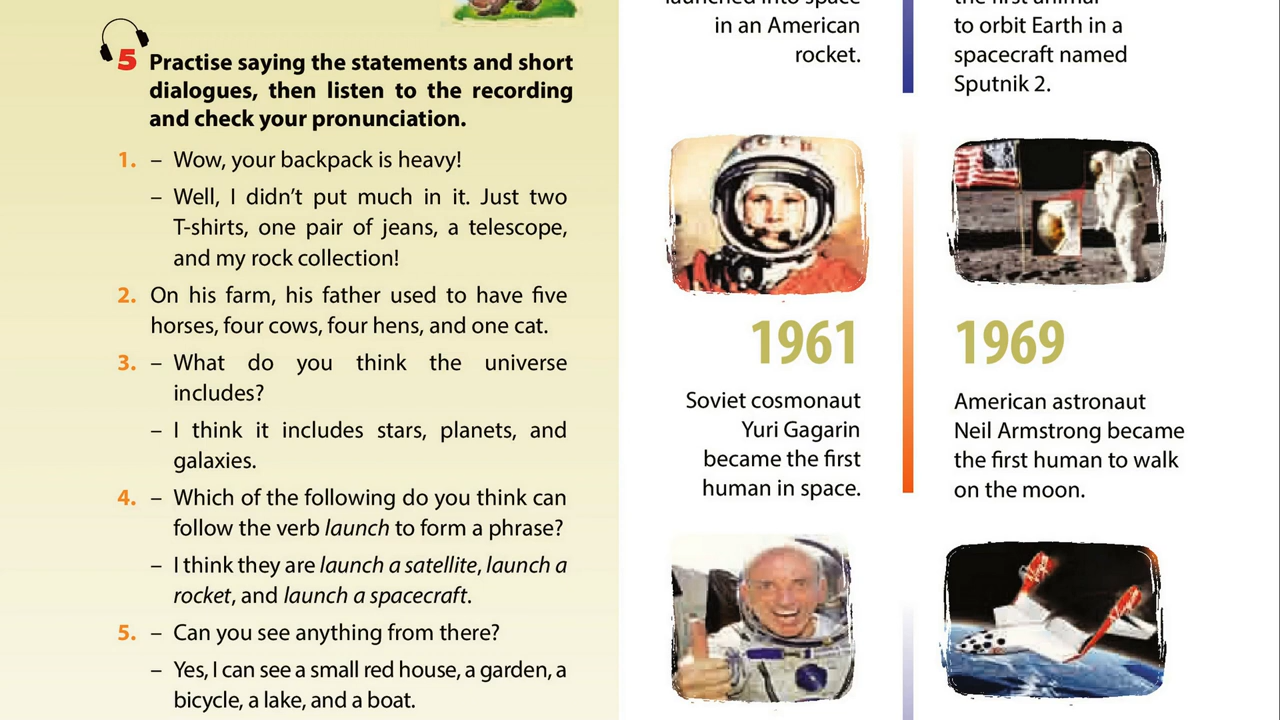 5 Practise saying the statements and short
dialogues, then listen to the recording
and check your pronunciation.
1. – Wow, your backpack is heavy!
– Well, I didn't put much in it. Just two
T-shirts, one pair of jeans, a telescope,
and my rock collection!
2. On his farm, his father used to have five
horses, four cows, four hens, and one cat.
3. – What do you think the universe
includes?
– I think it includes stars, planets, and
galaxies.
4. – Which of the following do you think can
follow the verb launch to form a phrase?
– I think they are launch a satellite, launch a
rocket, and launch a spacecraft.
5. – Can you see anything from there?
– Yes, I can see a small red house, a garden, a
bicycle, a lake, and a boat.
launched into space
in an American
rocket.
the first animal
to orbit Earth in a
spacecraft named
Sputnik 2.
СССР
1961
Soviet cosmonaut
Yuri Gagarin
became the first
human in space.
1969
American astronaut
Neil Armstrong became
the first human to walk
on the moon.